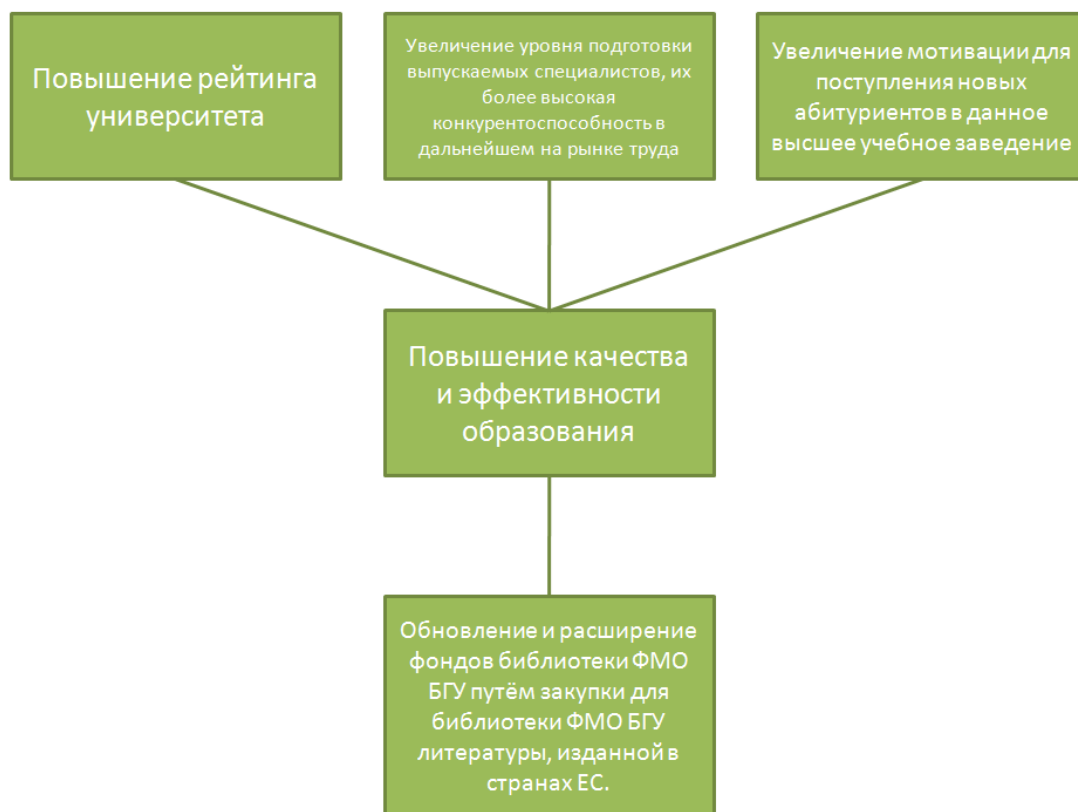 Повышение рейтинга
университета
Увеличение уровня подготовки
выпускаемых специалистов, их
более высокая
конкурентоспособность в
дальнейшем на рынке труда
Увеличение мотивации для
поступления новых
абитуриентов в данное
высшее учебное заведение
Повышение качества
и эффективности
образования
Обновление и расширение
фондов библиотеки ФМО
БГУ путём закупки для
библиотеки ФМО БГУ
литературы, изданной в
странах ЕС.